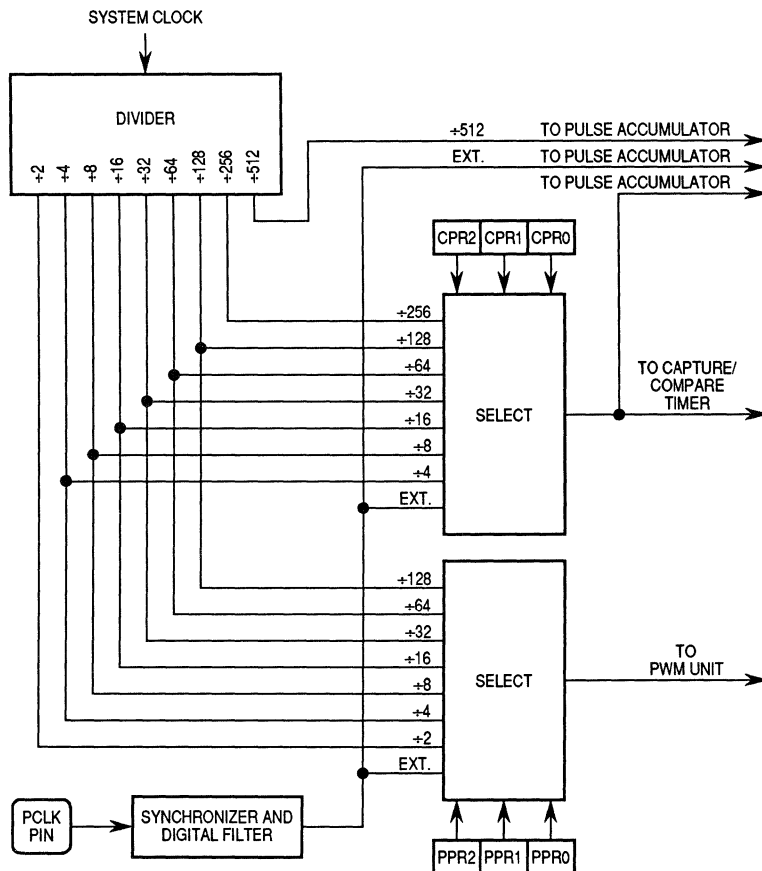 SYSTEM CLOCK
DIVIDER
÷2 ÷4 ÷8 ÷16 ÷32 ÷64 ÷128 ÷256 ÷512
÷512 TO PULSE ACCUMULATOR
EXT. TO PULSE ACCUMULATOR
TO PULSE ACCUMULATOR
CPR2 CPR1 CPR0
÷256
÷128
÷64
÷32
÷16
÷8
÷4
EXT.
SELECT
TO CAPTURE/
COMPARE
TIMER
÷128
÷64
÷32
÷16
÷8
÷4
÷2
EXT.
SELECT
TO
PWM UNIT
PCLK
PIN
SYNCHRONIZER AND
DIGITAL FILTER
PPR2 PPR1 PPR0